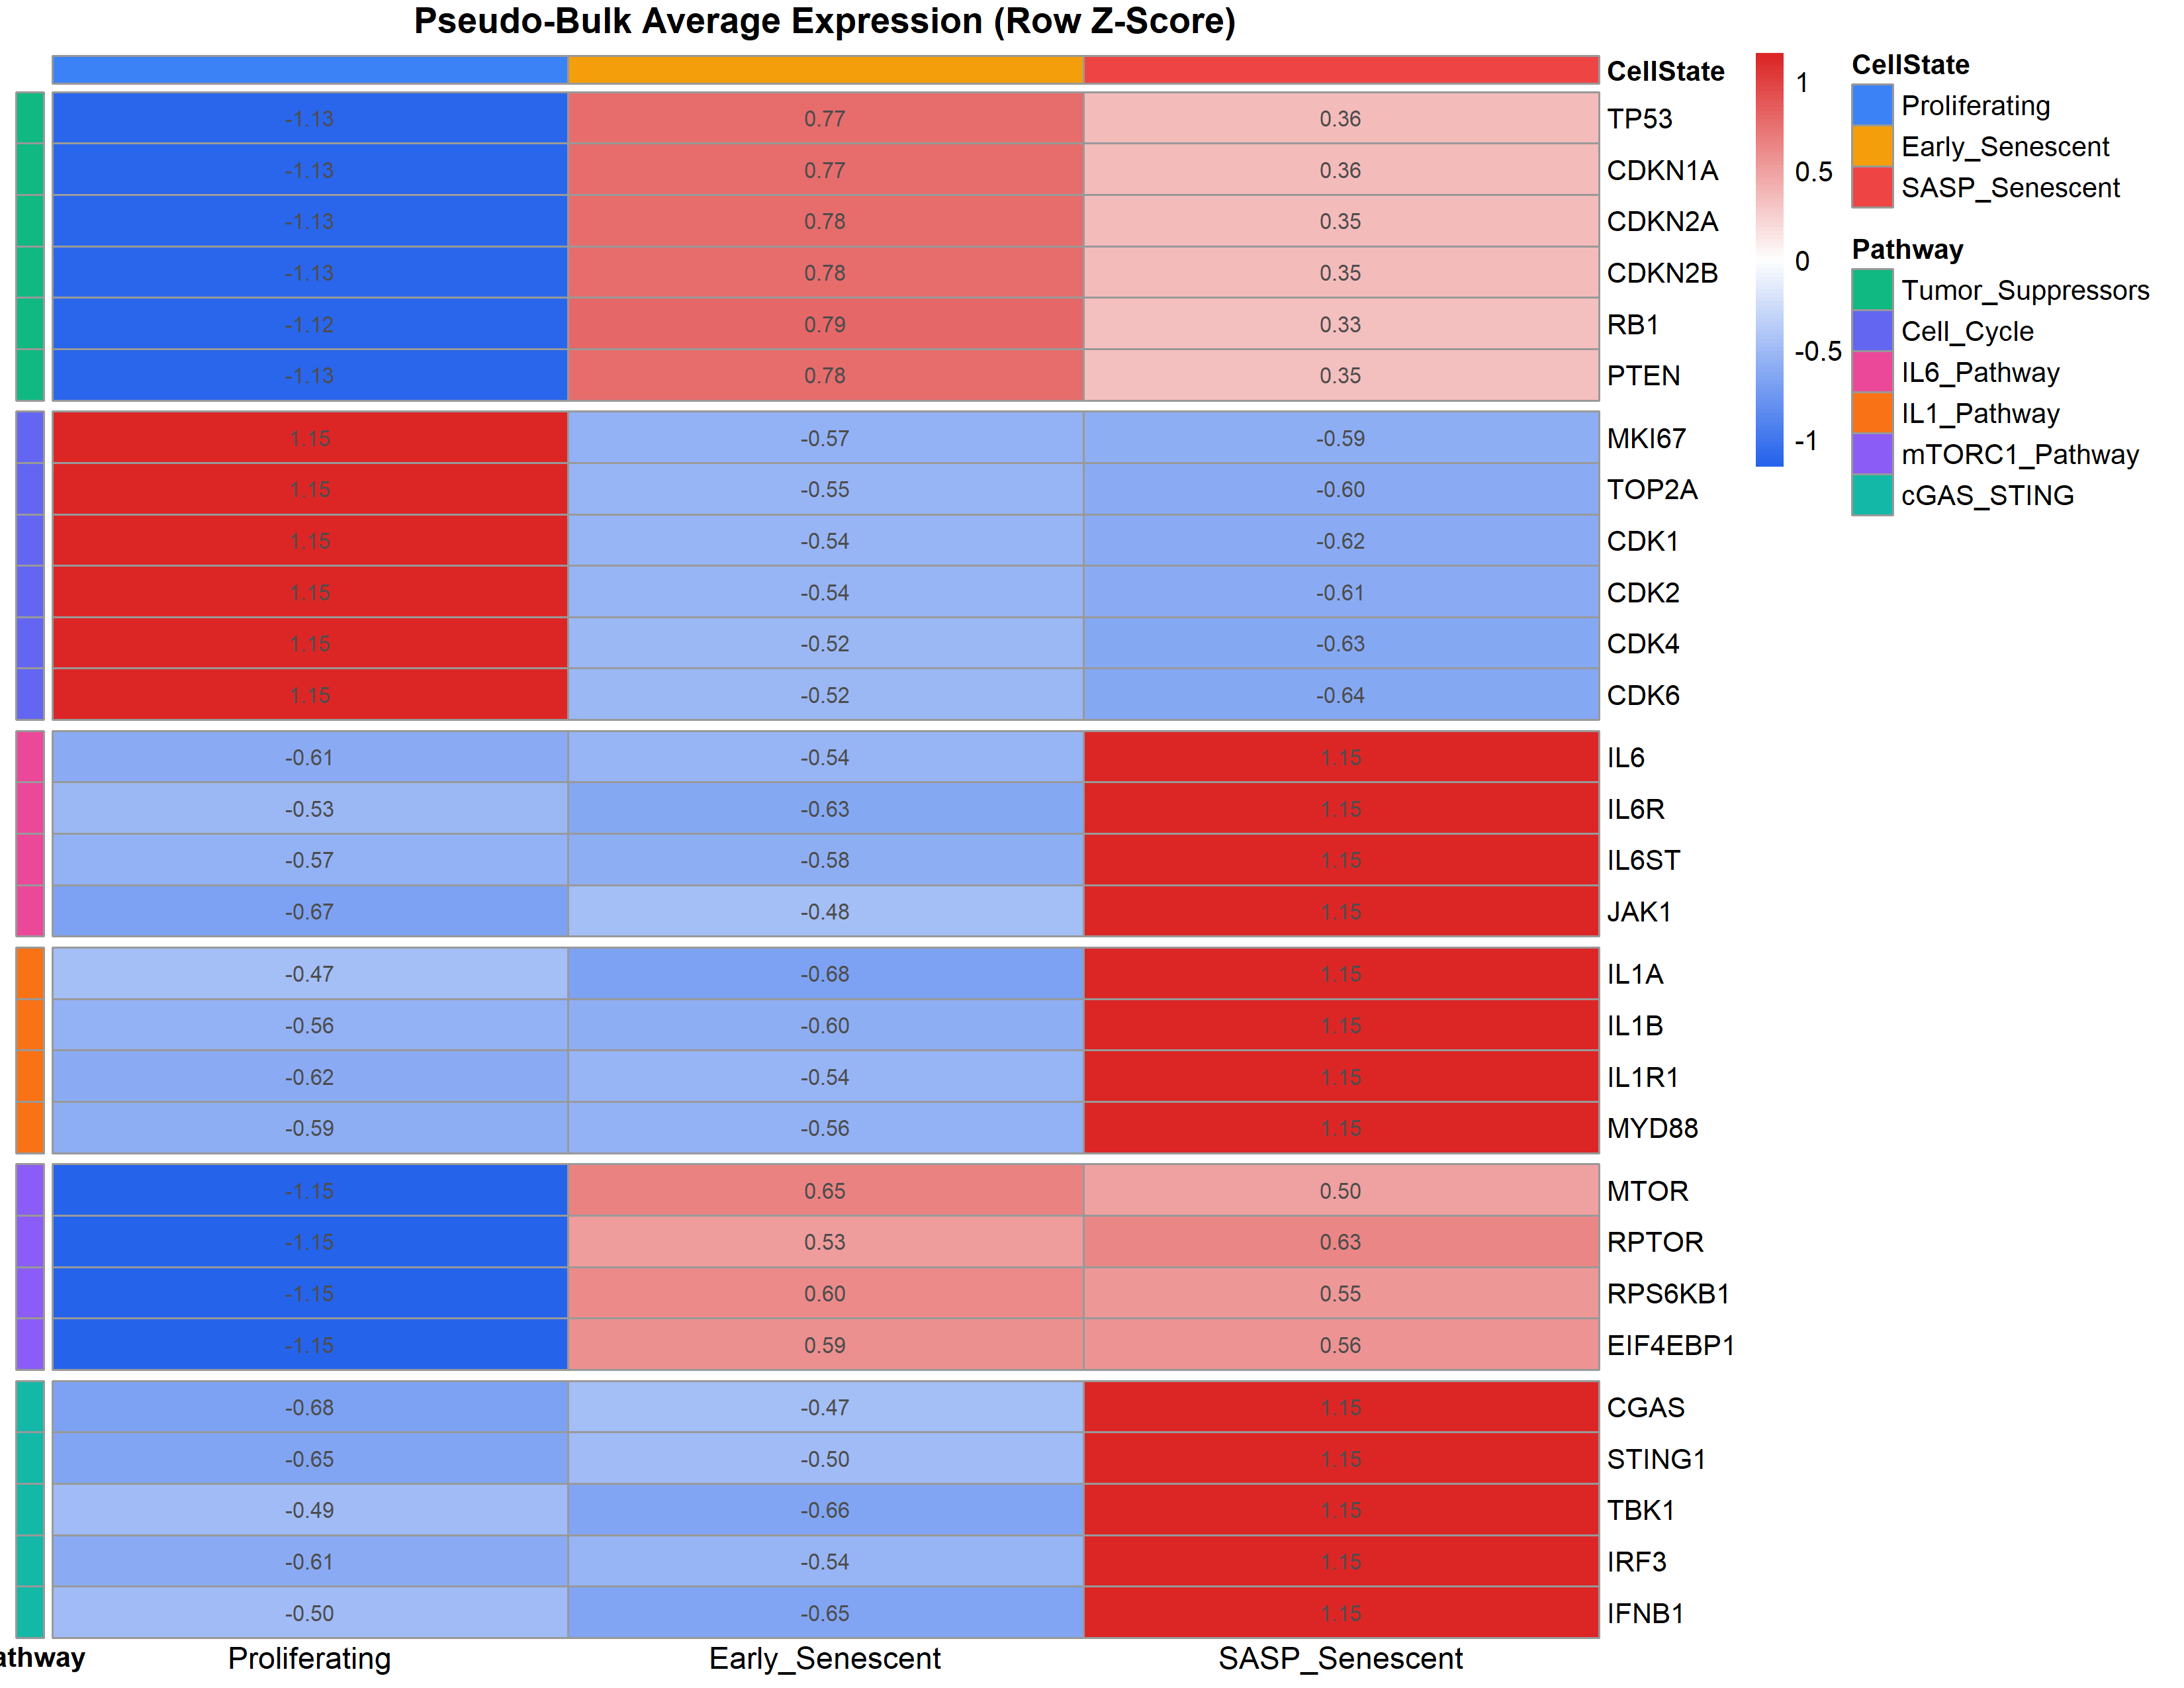 Pseudo-Bulk Average Expression (Row Z-Score)
CellState
-1.13 0.77 0.36 TP53
-1.13 0.77 0.36 CDKN1A
-1.13 0.78 0.35 CDKN2A
-1.13 0.78 0.35 CDKN2B
-1.12 0.79 0.33 RB1
-1.13 0.78 0.35 PTEN
1.15 -0.57 -0.59 MKI67
1.15 -0.55 -0.60 TOP2A
1.15 -0.54 -0.62 CDK1
1.15 -0.54 -0.61 CDK2
1.15 -0.52 -0.63 CDK4
1.15 -0.52 -0.64 CDK6
-0.61 -0.54 1.15 IL6
-0.53 -0.63 1.15 IL6R
-0.57 -0.58 1.15 IL6ST
-0.67 -0.48 1.15 JAK1
-0.47 -0.68 1.15 IL1A
-0.56 -0.60 1.15 IL1B
-0.62 -0.54 1.15 IL1R1
-0.59 -0.56 1.15 MYD88
-1.15 0.65 0.50 MTOR
-1.15 0.53 0.63 RPTOR
-1.15 0.60 0.55 RPS6KB1
-1.15 0.59 0.56 EIF4EBP1
-0.68 -0.47 1.15 CGAS
-0.65 -0.50 1.15 STING1
-0.49 -0.66 1.15 TBK1
-0.61 -0.54 1.15 IRF3
-0.50 -0.65 1.15 IFNB1
athway Proliferating Early_Senescent SASP_Senescent
1
0.5
0
-0.5
-1
CellState
Proliferating
Early_Senescent
SASP_Senescent
Pathway
Tumor_Suppressors
Cell_Cycle
IL6_Pathway
IL1_Pathway
mTORC1_Pathway
cGAS_STING